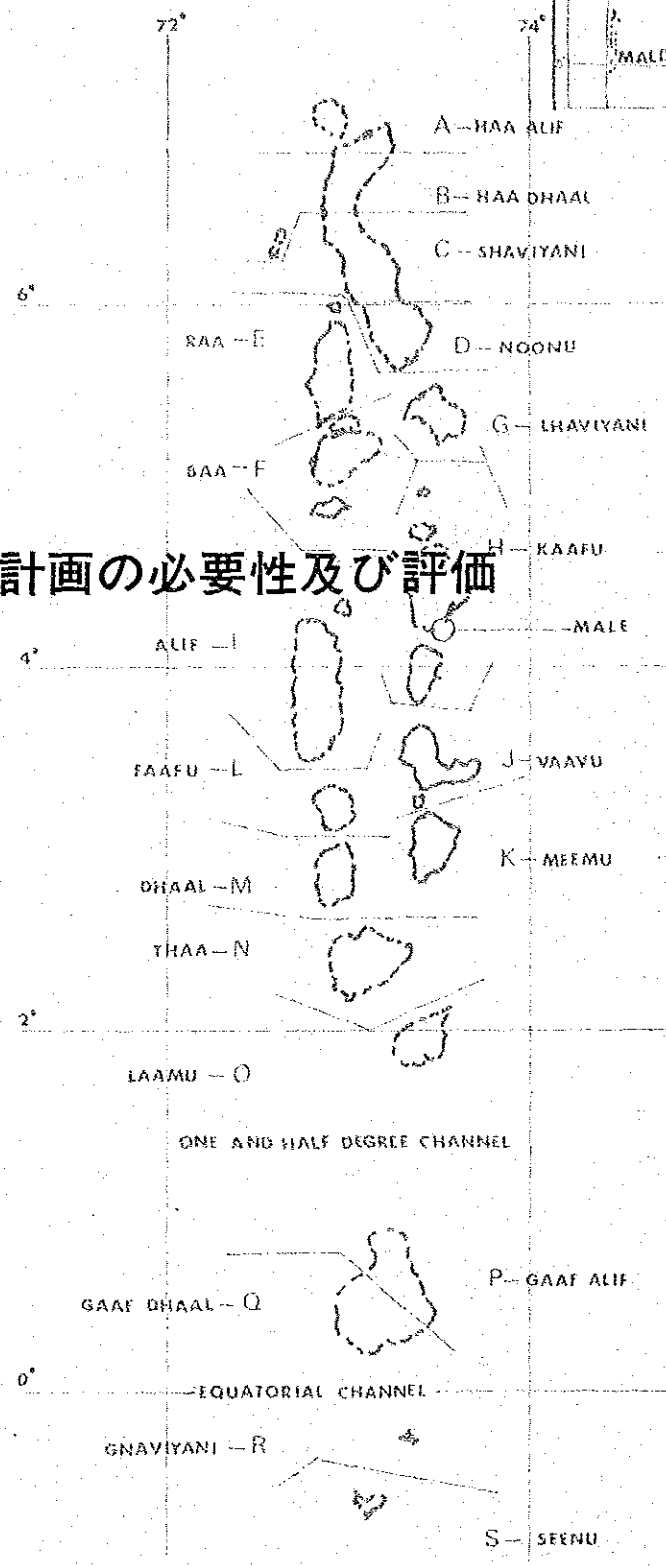 72°
74°
A—HAA ALIF
B—HAA DHAAL
C—SHAVIYANI
6°
RAA—E
D—NOONU
G—LHAVIYANI
BAA—F
H—KAAFU
計画の必要性及び評価
MALE
ALIF—I
4°
J—VAAVU
FAAFU—L
K—MEEMU
DHAAL—M
THAA—N
2°
LAAMU—O
ONE AND HALF DEGREE CHANNEL
P—GAAF ALIF
GAAF DHAAL—Q
0°
EQUATORIAL CHANNEL
GNAVIYANI—R
S—SEENU